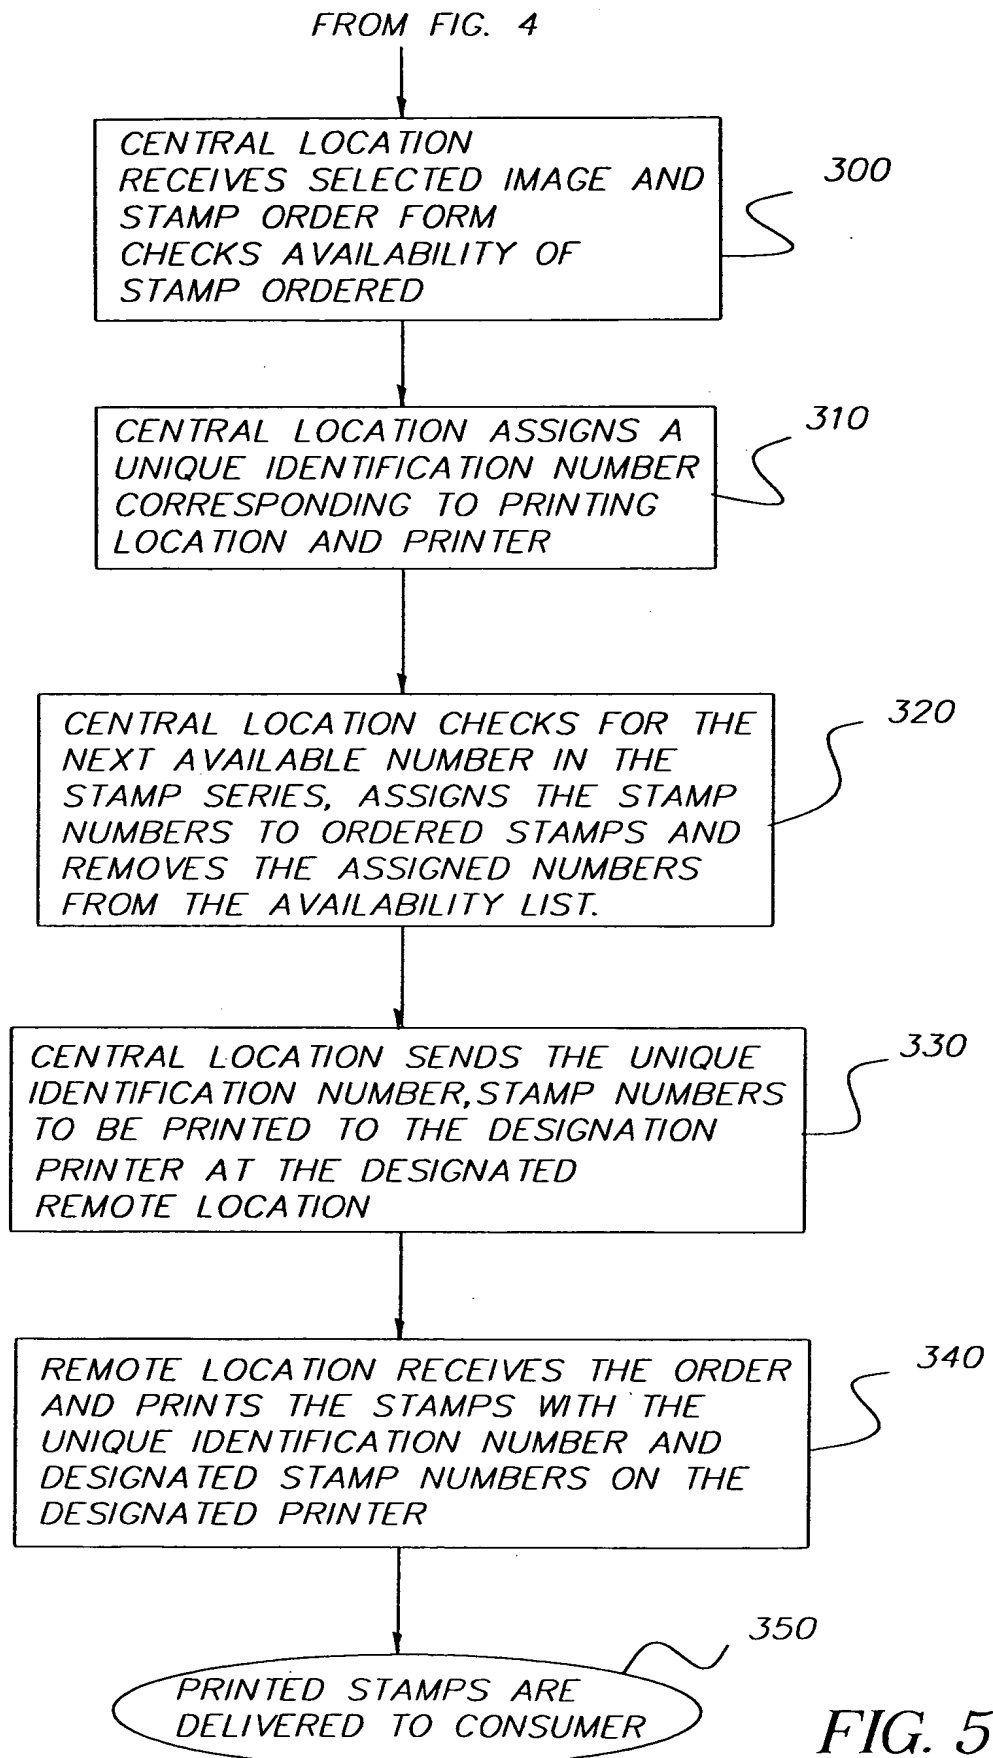 FROM FIG. 4
CENTRAL LOCATION
RECEIVES SELECTED IMAGE AND
STAMP ORDER FORM
CHECKS AVAILABILITY OF
STAMP ORDERED
300
CENTRAL LOCATION ASSIGNS A
UNIQUE IDENTIFICATION NUMBER
CORRESPONDING TO PRINTING
LOCATION AND PRINTER
310
CENTRAL LOCATION CHECKS FOR THE
NEXT AVAILABLE NUMBER IN THE
STAMP SERIES, ASSIGNS THE STAMP
NUMBERS TO ORDERED STAMPS AND
REMOVES THE ASSIGNED NUMBERS
FROM THE AVAILABILITY LIST.
320
CENTRAL LOCATION SENDS THE UNIQUE
IDENTIFICATION NUMBER, STAMP NUMBERS
TO BE PRINTED TO THE DESIGNATION
PRINTER AT THE DESIGNATED
REMOTE LOCATION
330
REMOTE LOCATION RECEIVES THE ORDER
AND PRINTS THE STAMPS WITH THE
UNIQUE IDENTIFICATION NUMBER AND
DESIGNATED STAMP NUMBERS ON THE
DESIGNATED PRINTER
340
PRINTED STAMPS ARE
DELIVERED TO CONSUMER
350
FIG. 5